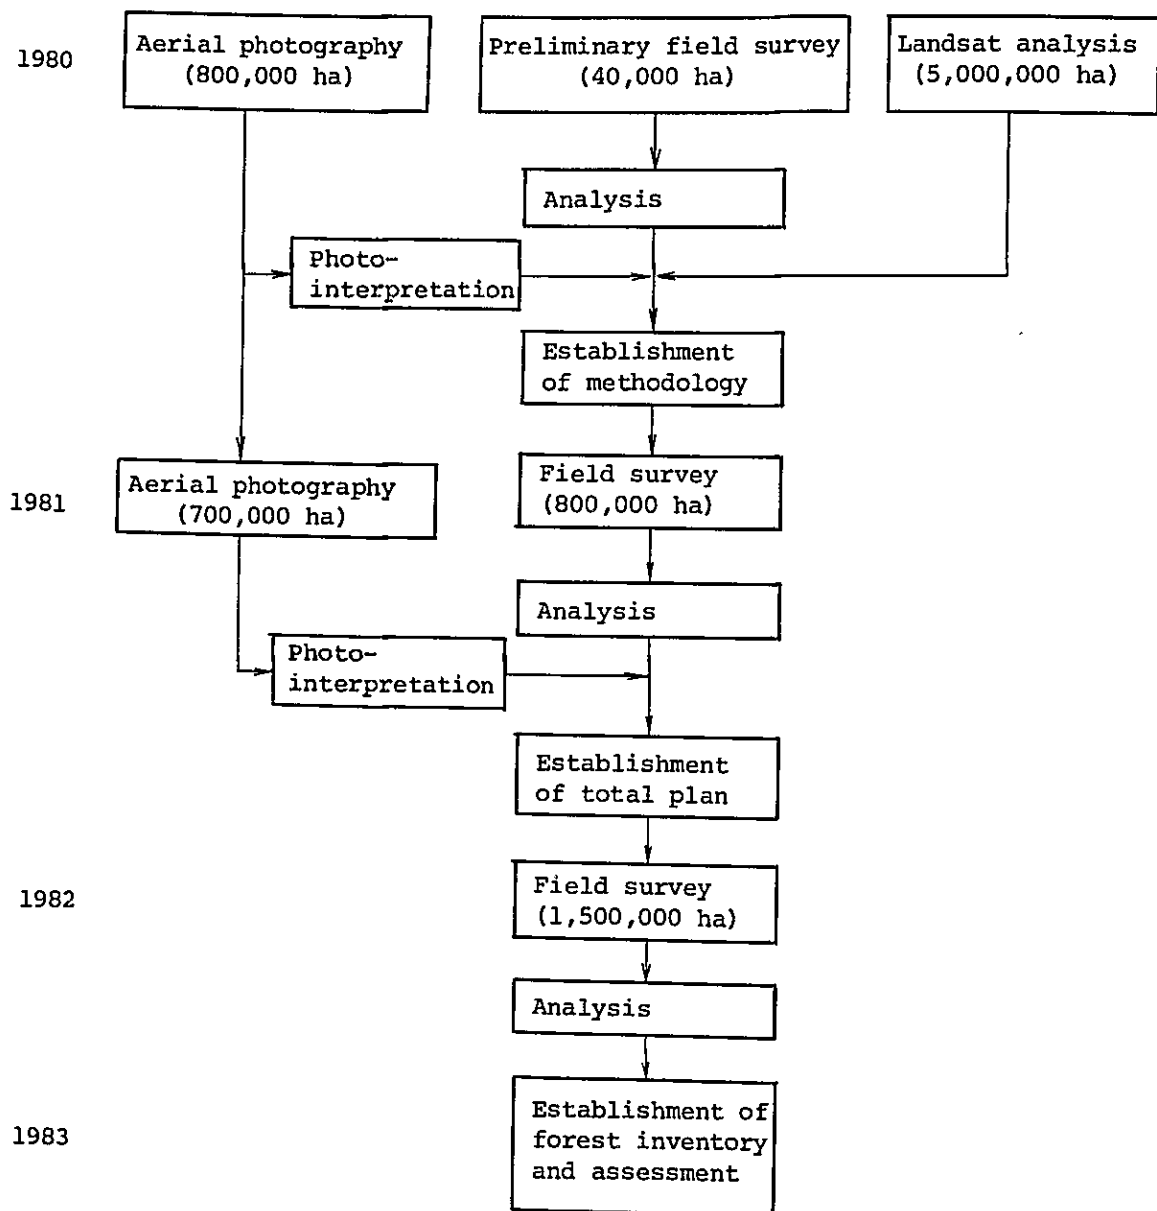 1980
Aerial photography
(800,000 ha)
Preliminary field survey
(40,000 ha)
Landsat analysis
(5,000,000 ha)
Analysis
Photo-
interpretation
Establishment
of methodology
1981
Aerial photography
(700,000 ha)
Field survey
(800,000 ha)
Analysis
Photo-
interpretation
Establishment
of total plan
1982
Field survey
(1,500,000 ha)
Analysis
1983
Establishment of
forest inventory
and assessment